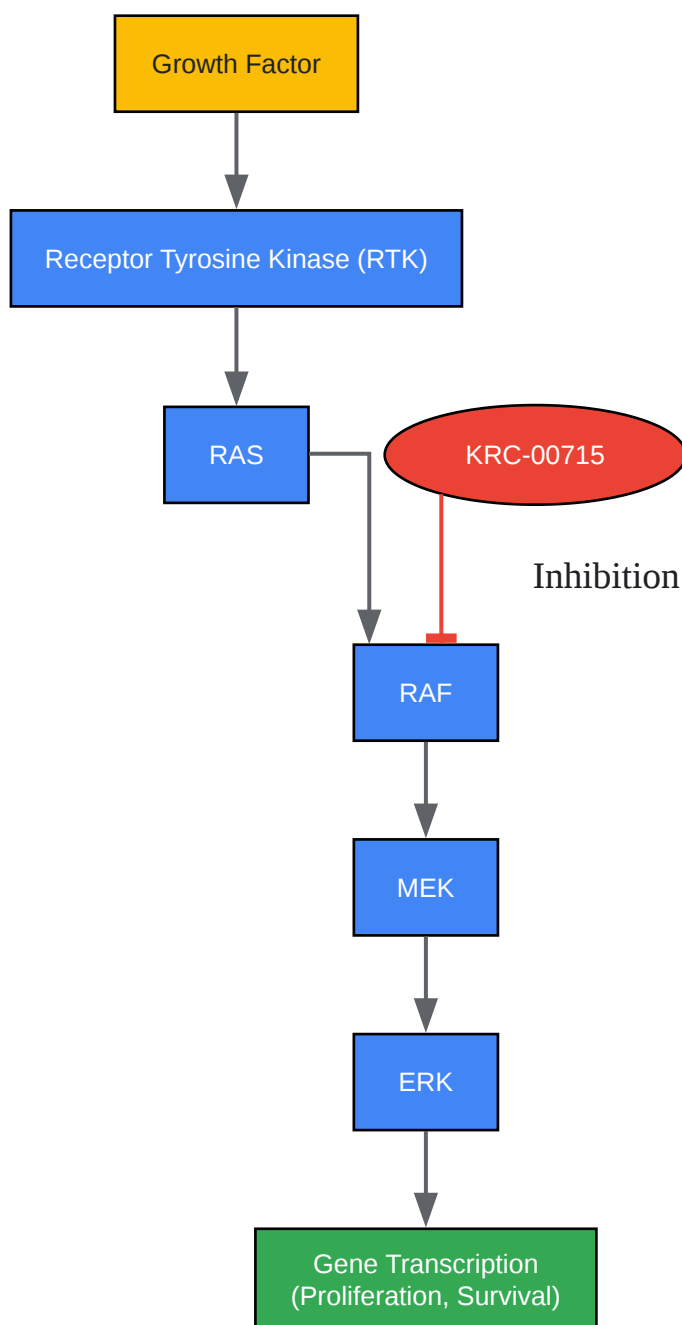 Growth Factor
Receptor Tyrosine Kinase (RTK)
RAS
KRC-00715
Inhibition
RAF
MEK
ERK
Gene Transcription
(Proliferation, Survival)